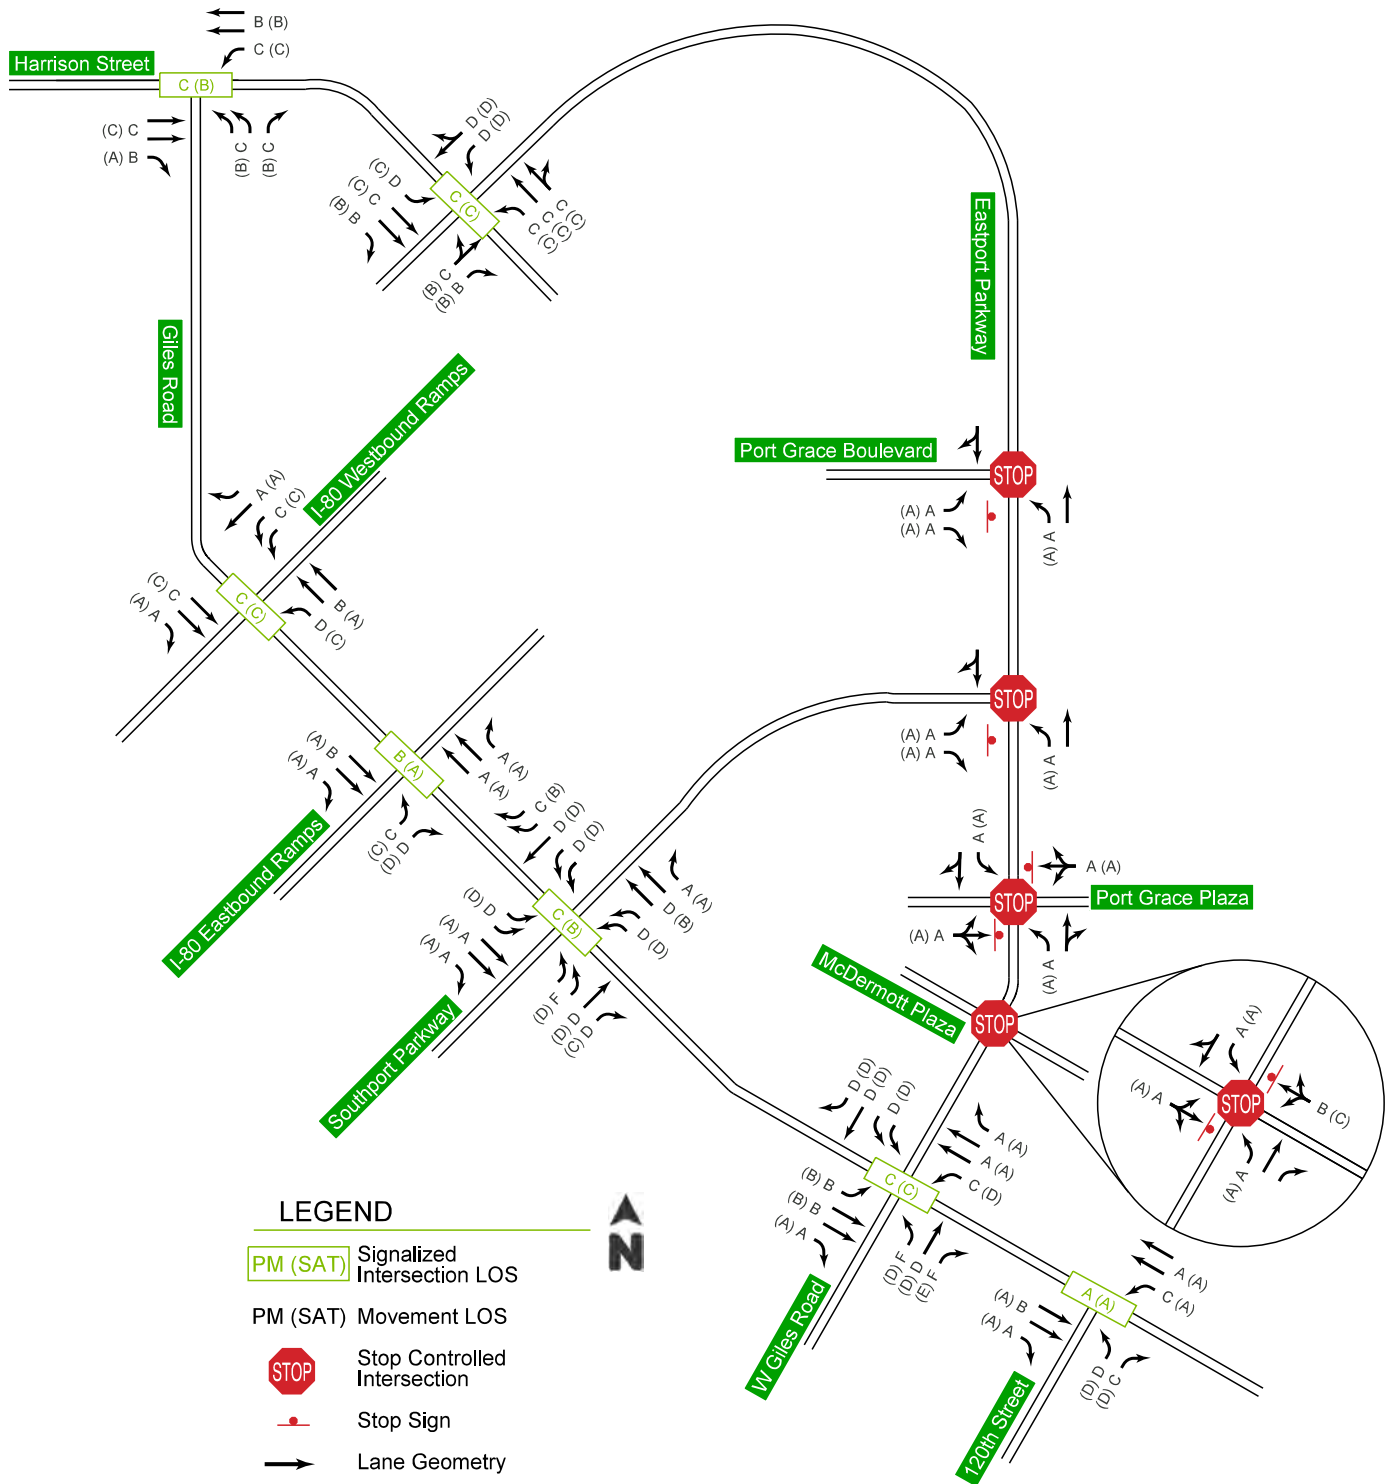 B (B)
C (C)
Harrison Street
C (B)
(C) C
(A) B
(B) C
(B) C
D (D)
D (D)
(C) D
(C) C
(B) B
C (C)
C (C)
C (C)
C (C)
(B) C
(B) B
Eastport Parkway
Giles Road
I-80 Westbound Ramps
A (A)
C (C)
(C) C
(A) A
C (C)
B (A)
D (C)
Port Grace Boulevard
STOP
(A) A
(A) A
(A) A
STOP
(A) A
(A) A
(A) A
(A) B
(A) A
B (A)
A (A)
A (A)
(C) C
(D) D
I-80 Eastbound Ramps
C (B)
D (D)
D (D)
(D) D
(A) A
(A) A
C (B)
A (A)
D (B)
D (D)
(D) F
(D) D
(C) D
Southport Parkway
A (A)
A (A)
STOP
Port Grace Plaza
(A) A
(A) A
McDermott Plaza
STOP
A (A)
(A) A
STOP
B (C)
(A) A
D (D)
D (D)
D (D)
A (A)
A (A)
C (D)
(B) B
(B) B
(A) A
C (C)
(D) F
(D) D
(E) F
W Giles Road
A (A)
C (A)
(A) B
(A) A
A (A)
(D) D
(D) C
120th Street
LEGEND
N
PM (SAT)
Signalized
Intersection LOS
PM (SAT) Movement LOS
STOP
Stop Controlled
Intersection
Stop Sign
Lane Geometry